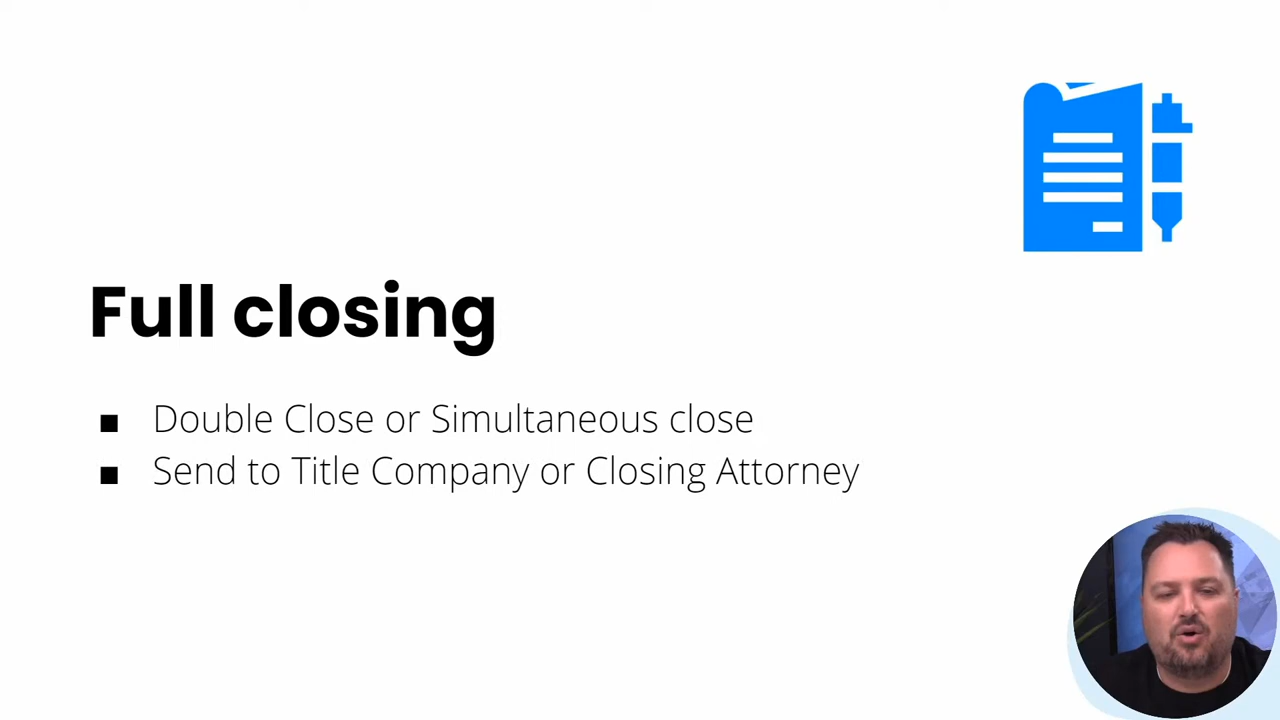 Full closing
■ Double Close or Simultaneous close
■ Send to Title Company or Closing Attorney